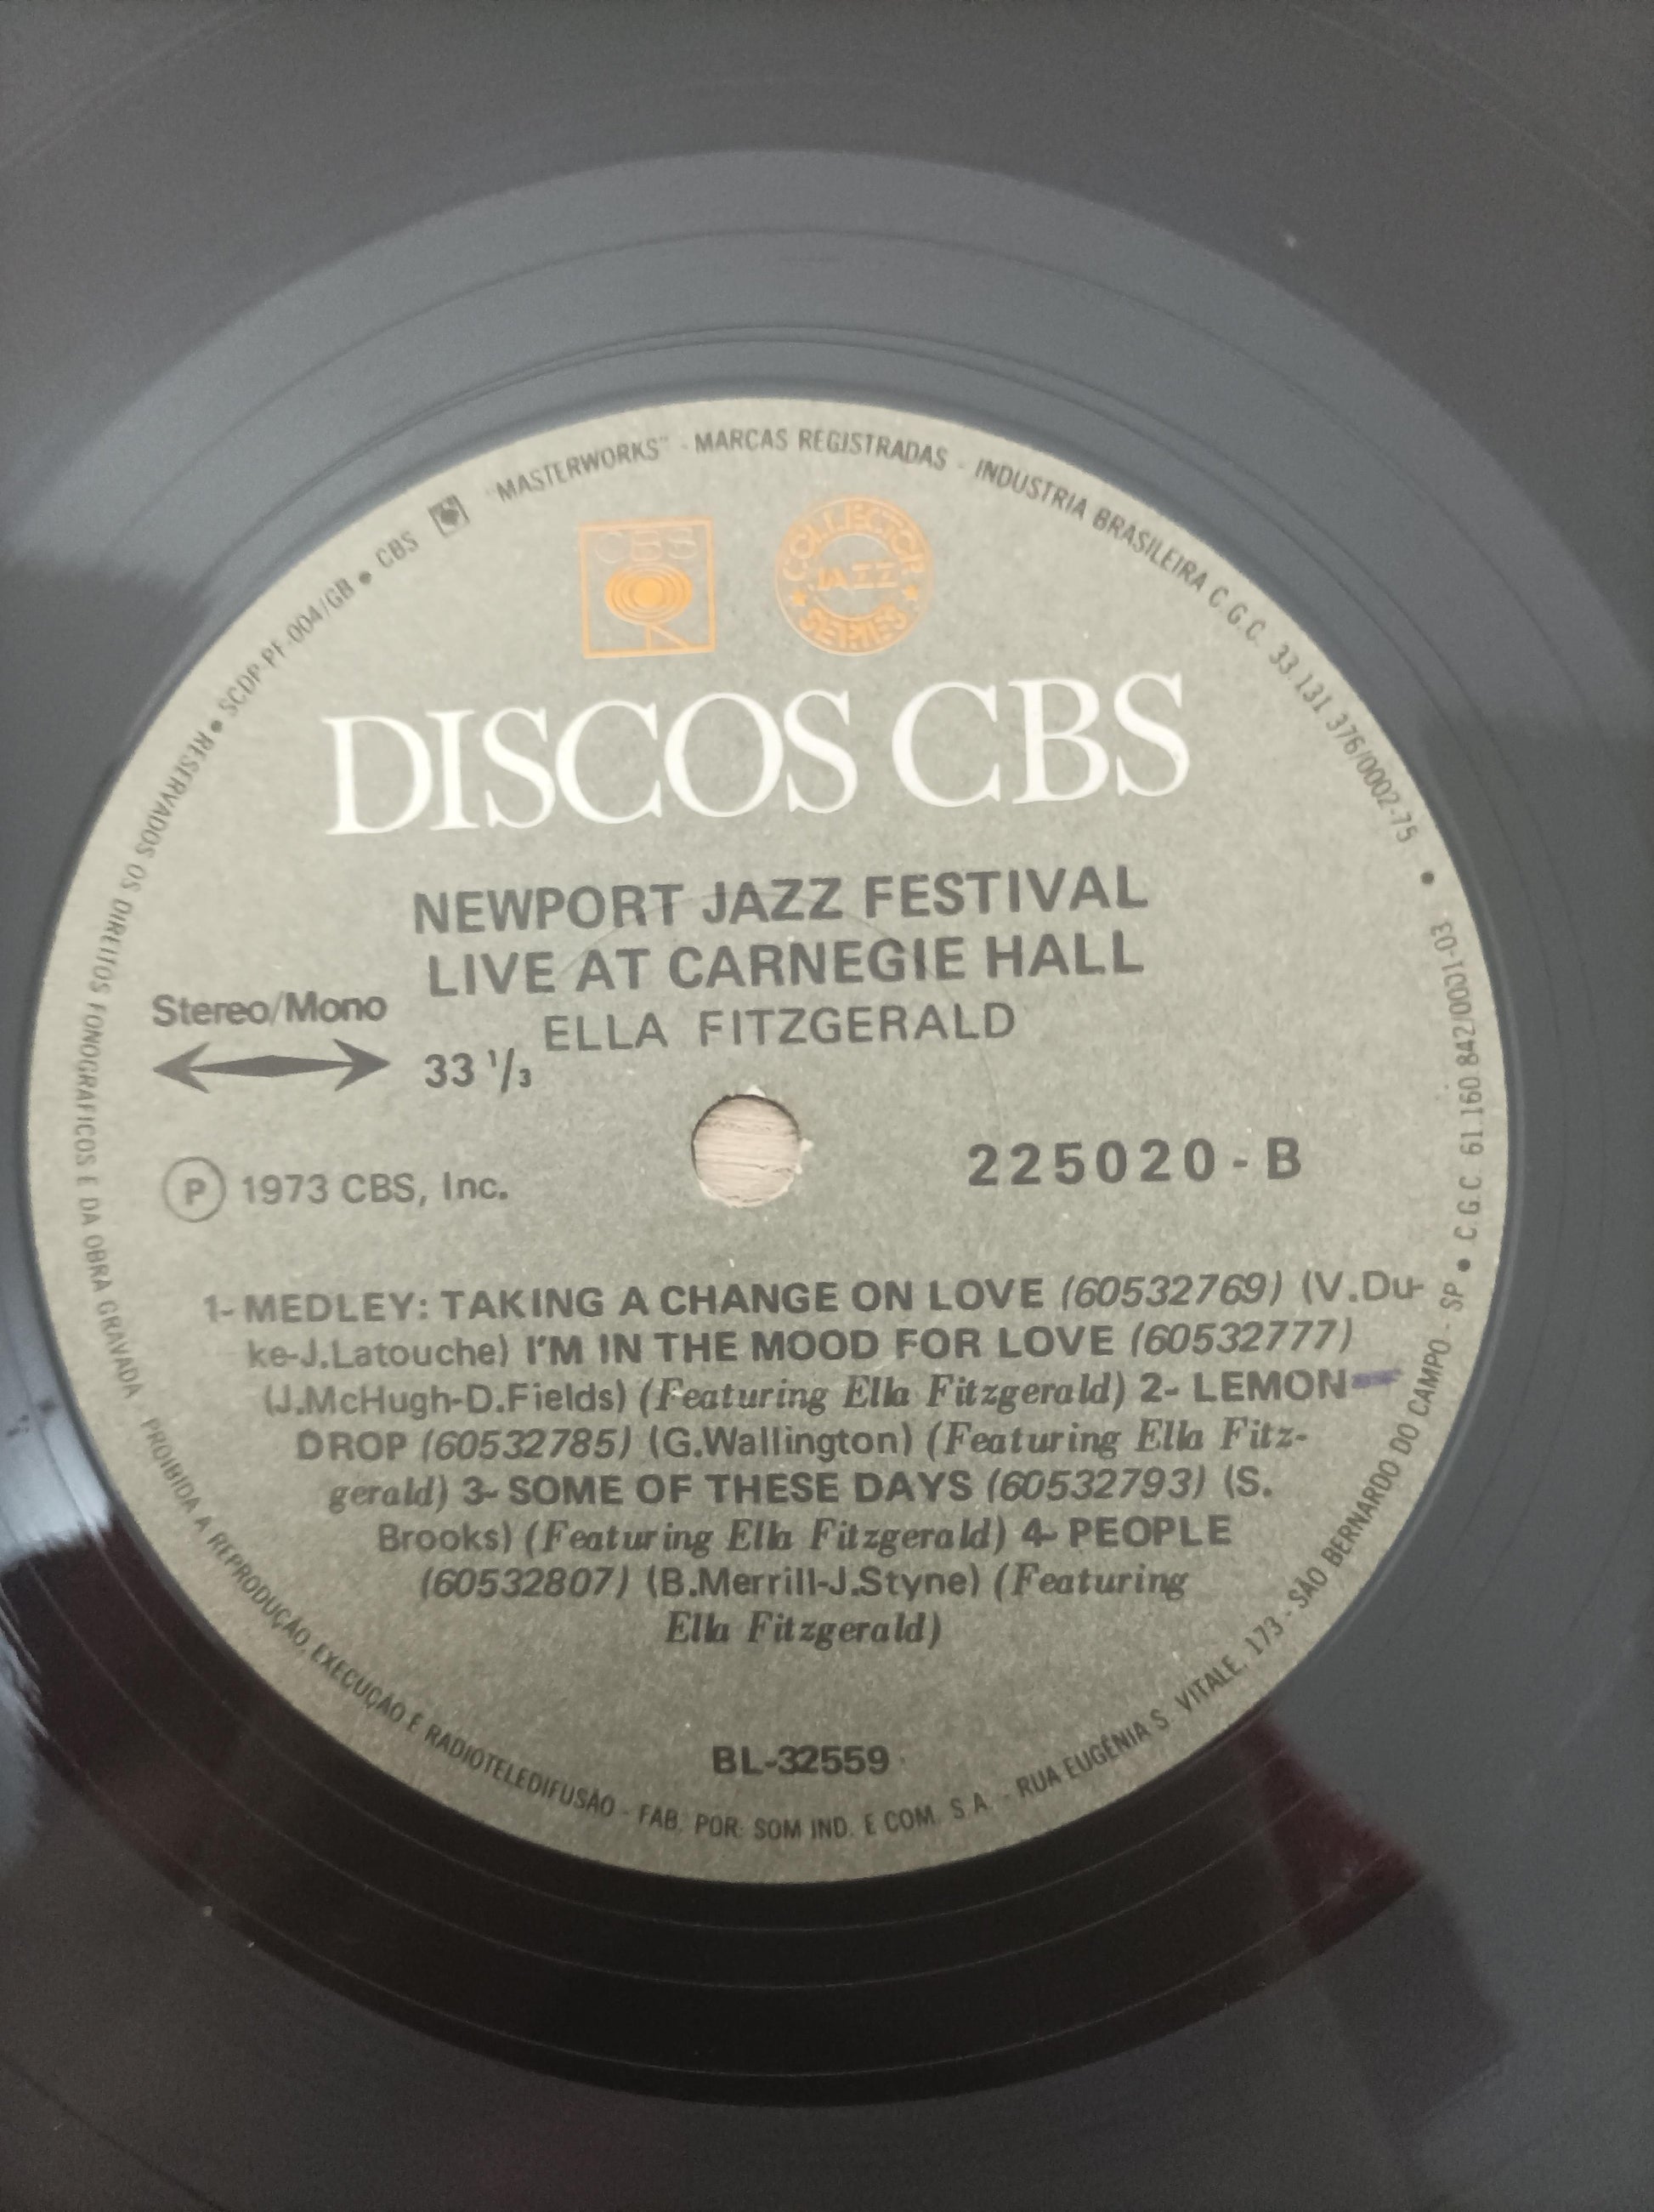 CBS "MASTERWORKS" - MARCAS REGISTRADAS - INDUSTRIA BRASILEIRA C.G.C. 33.131.376/0002-75 •
CBS
COLLECTOR JAZZ SERIES
DISCOS CBS
NEWPORT JAZZ FESTIVAL
LIVE AT CARNEGIE HALL
ELLA FITZGERALD
Stereo/Mono
33 1/3
Ⓟ 1973 CBS, Inc.
225020-B
1- MEDLEY: TAKING A CHANGE ON LOVE (60532769) (V.Du-
ke-J.Latouche) I'M IN THE MOOD FOR LOVE (60532777)
(J.McHugh-D.Fields) (Featuring Ella Fitzgerald) 2- LEMON
DROP (60532785) (G.Wallington) (Featuring Ella Fitz-
gerald) 3- SOME OF THESE DAYS (60532793) (S.
Brooks) (Featuring Ella Fitzgerald) 4- PEOPLE
(60532807) (B.Merrill-J.Styne) (Featuring
Ella Fitzgerald)
BL-32559
FAB. POR: SOM IND. E COM. S.A. - RUA EUGÊNIA S. VITALE, 173 - SÃO BERNARDO DO CAMPO - SP • C.G.C 61.160.842/0001-03
RESERVADOS OS DIREITOS FONOGRAFICOS E DA OBRA GRAVADA - PROIBIDA A REPRODUÇÃO, EXECUÇÃO E RADIOTELEDIFUSÃO -
• SCDP-PF-004/GB •